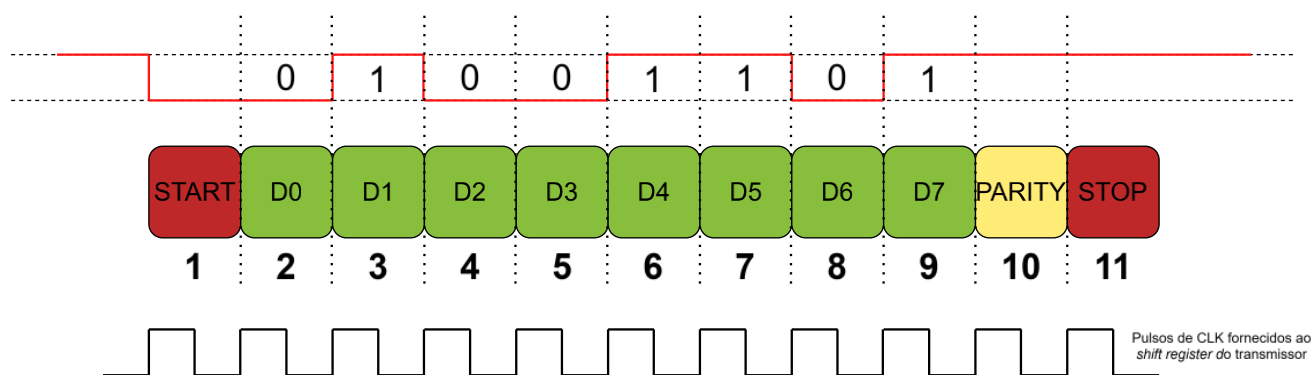 0 1 0 0 1 1 0 1
START D0 D1 D2 D3 D4 D5 D6 D7 PARITY STOP
1 2 3 4 5 6 7 8 9 10 11
Pulsos de CLK fornecidos ao
shift register do transmissor